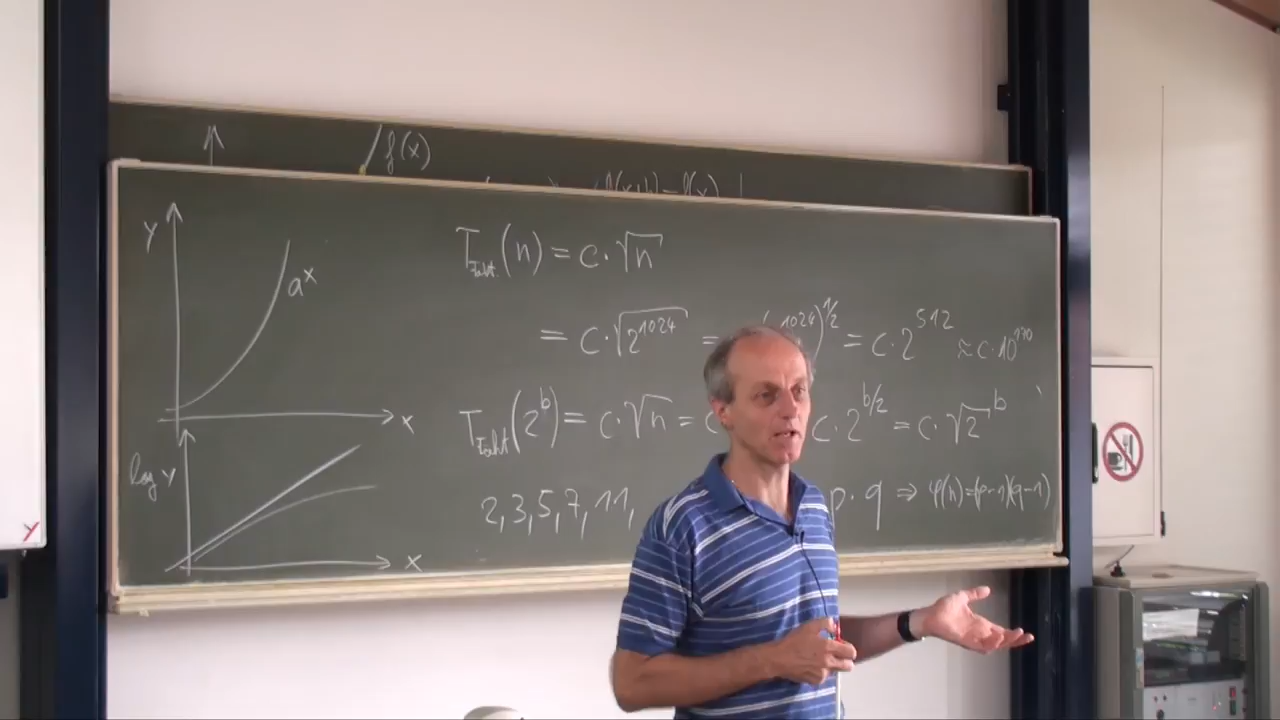 f(x)
y
a^x
x
T_Fakt.(n) = c·√n
= c·√2^1024 = 1024)^1/2 = c·2^512 ≈ c·10^170
T_Fakt(2^b) = c·√n = c·2^b/2 = c·√2^b
log y
x
2,3,5,7,11, p·q ⇒ φ(n)=(p-1)(q-1)
y